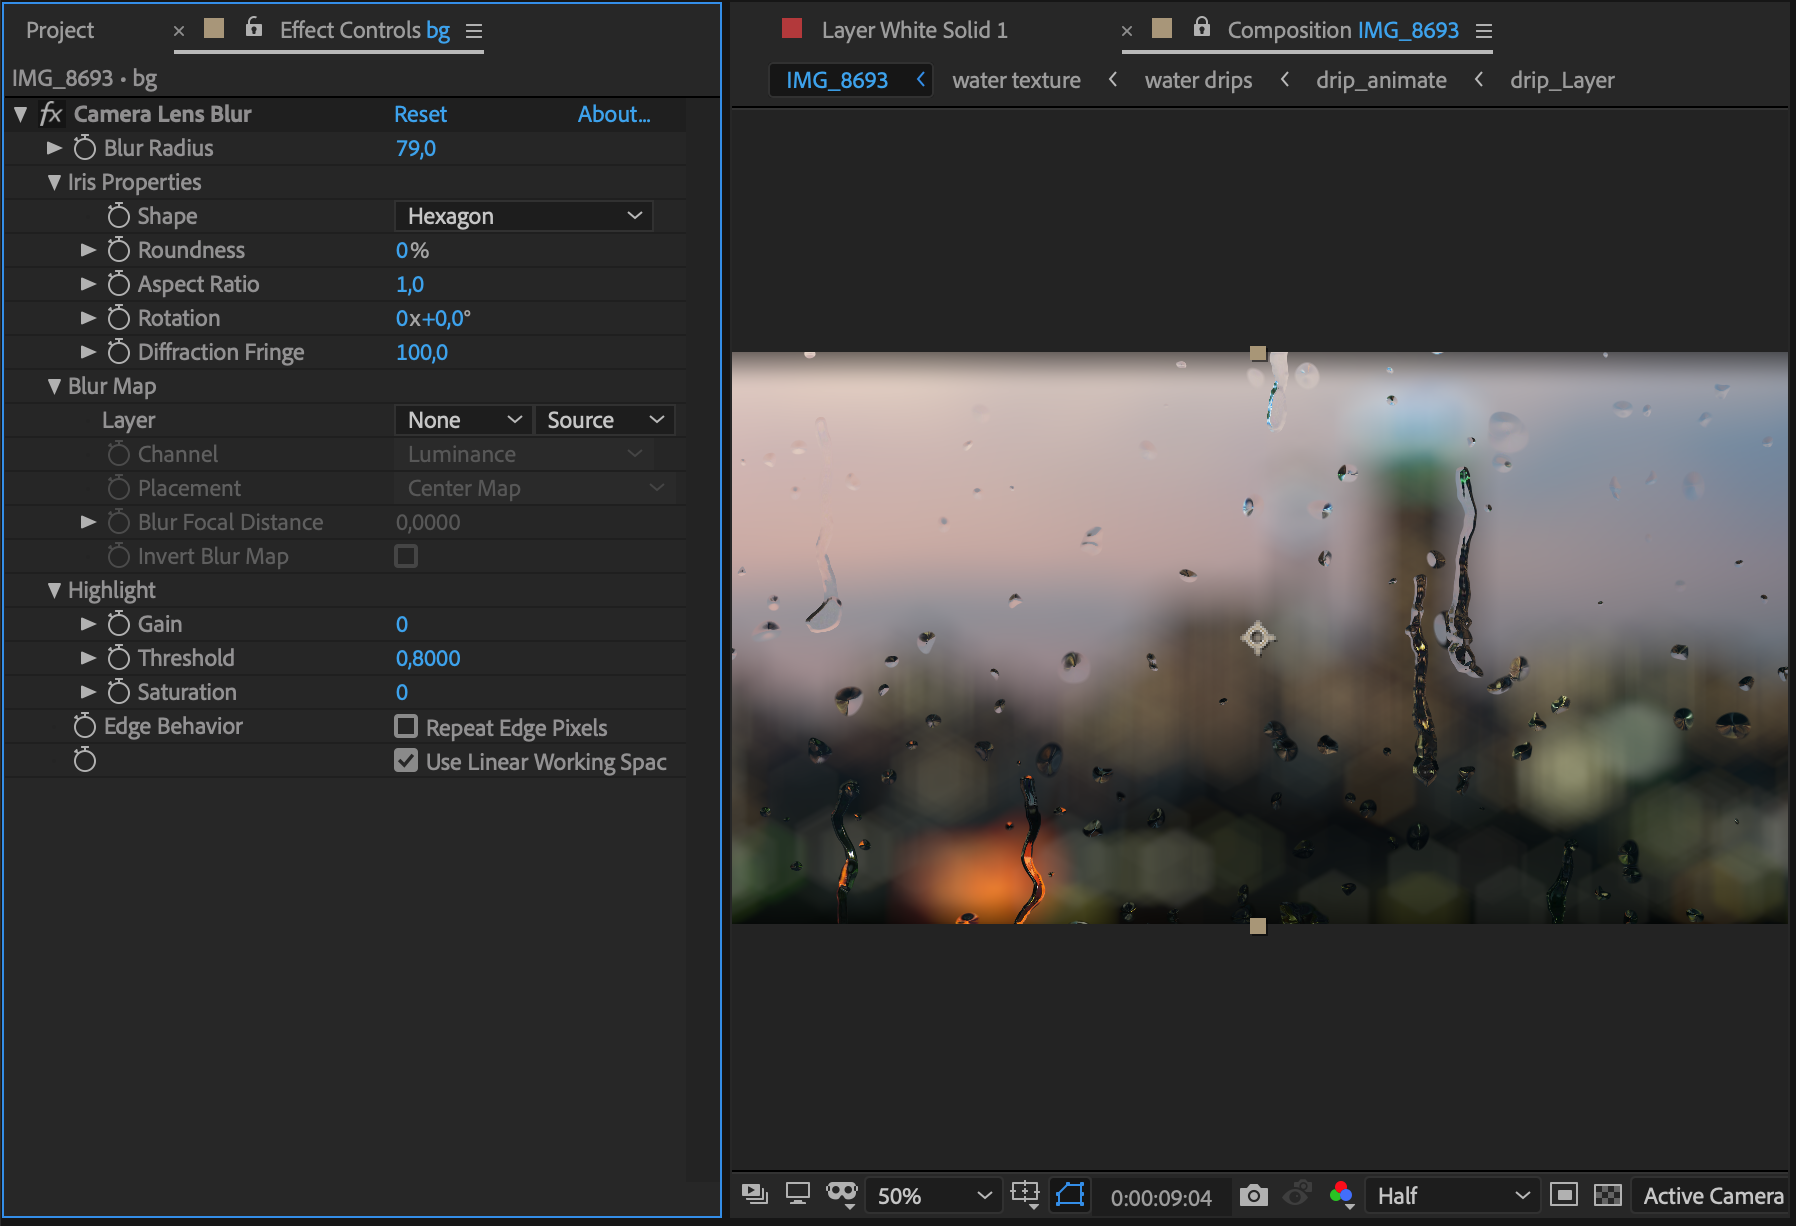 Project
× Effect Controls bg
IMG_8693 • bg
fx Camera Lens Blur Reset About...
Blur Radius 79,0
Iris Properties
Shape Hexagon
Roundness 0%
Aspect Ratio 1,0
Rotation 0x+0,0°
Diffraction Fringe 100,0
Blur Map
Layer None Source
Channel Luminance
Placement Center Map
Blur Focal Distance 0,0000
Invert Blur Map
Highlight
Gain 0
Threshold 0,8000
Saturation 0
Edge Behavior Repeat Edge Pixels
Use Linear Working Spac
Layer White Solid 1
× Composition IMG_8693
IMG_8693 ‹ water texture ‹ water drips ‹ drip_animate ‹ drip_Layer
50% 0:00:09:04 Half Active Camera